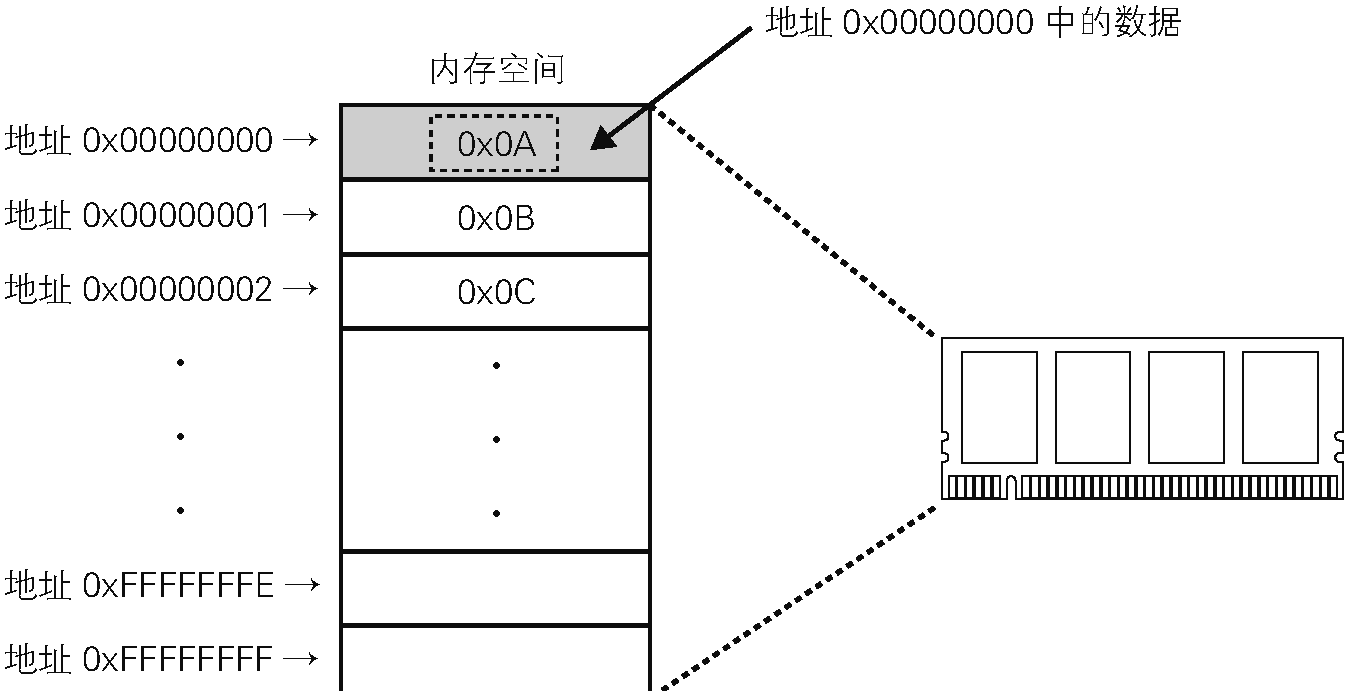 地址 0x00000000 中的数据
内存空间
地址 0x00000000 → 0x0A
地址 0x00000001 → 0x0B
地址 0x00000002 → 0x0C
地址 0xFFFFFFFE →
地址 0xFFFFFFFF →